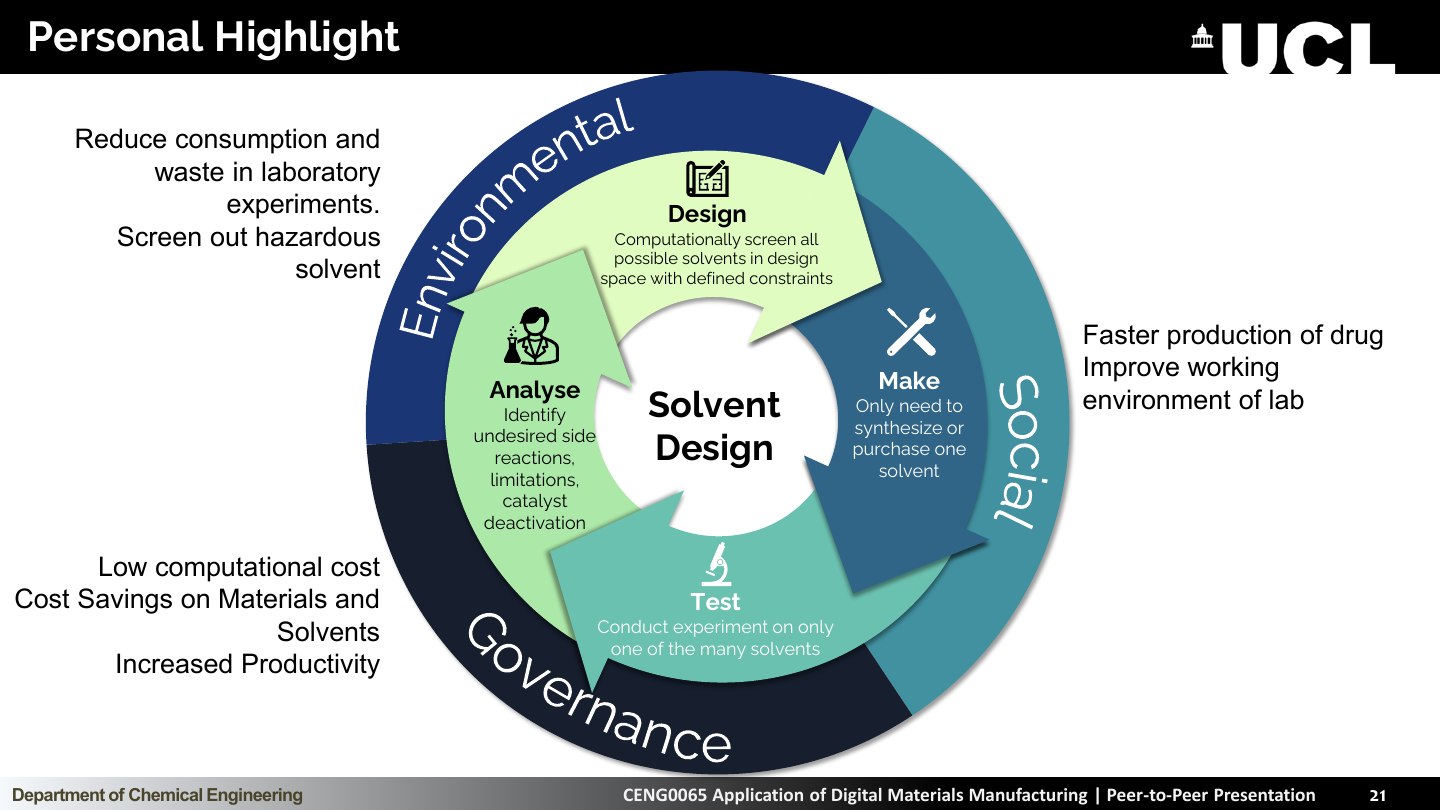 Personal Highlight
UCL
Reduce consumption and
waste in laboratory
experiments.
Screen out hazardous
solvent
Environmental
Design
Computationally screen all
possible solvents in design
space with defined constraints
Make
Only need to
synthesize or
purchase one
solvent
Social
Faster production of drug
Improve working
environment of lab
Analyse
Identify
undesired side
reactions,
limitations,
catalyst
deactivation
Solvent
Design
Test
Conduct experiment on only
one of the many solvents
Governance
Low computational cost
Cost Savings on Materials and
Solvents
Increased Productivity
Department of Chemical Engineering
CENG0065 Application of Digital Materials Manufacturing | Peer-to-Peer Presentation
21